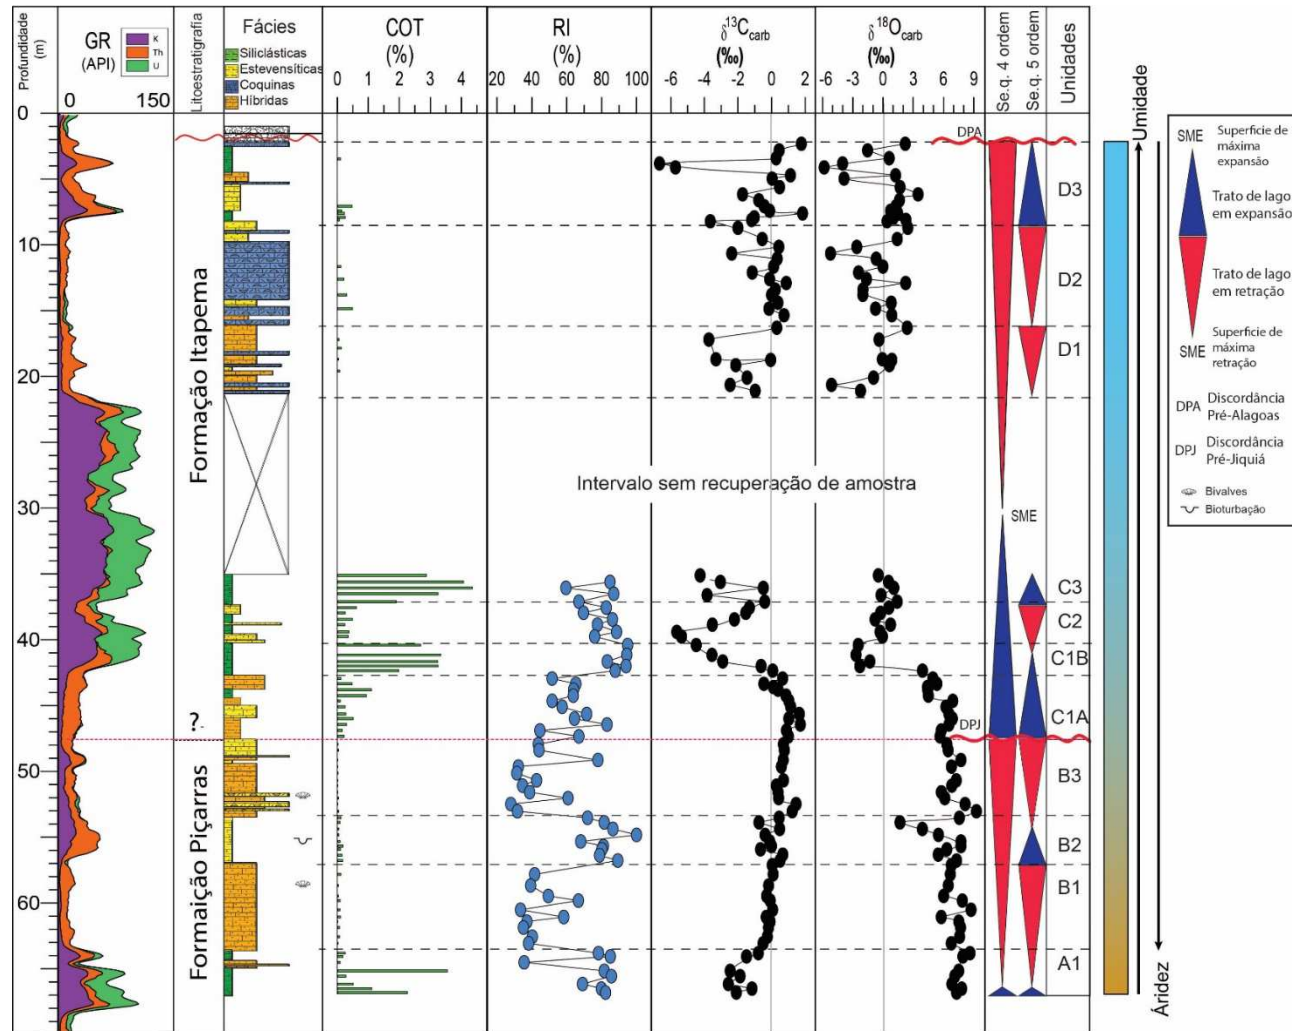 Profundidade
(m)
GR
(API)
K
Th
U
0 150
Litoestratigrafia
Fácies
Siliclásticas
Estevensíticas
Coquinas
Híbridas
COT
(%)
0 1 2 3 4
RI
(%)
20 40 60 80 100
δ¹³Ccarb
(‰)
-6 -4 -2 0 2
δ¹⁸Ocarb
(‰)
-6 -3 0 3 6 9
Se.q. 4 ordem
Seq. 5 ordem
Unidades
0
10
20
30
40
50
60
Formação Itapema
?
Formaição Piçarras
Intervalo sem recuperação de amostra
DPA
SME
DPJ
D3
D2
D1
C3
C2
C1B
C1A
B3
B2
B1
A1
Umidade
Áridez
SME
Superfície de
máxima
expansão
Trato de lago
em expansão
Trato de lago
em retração
SME
Superfície de
máxima
retração
DPA
Discordância
Pré-Alagoas
DPJ
Discordância
Pré-Jiquiá
Bivalves
Bioturbação